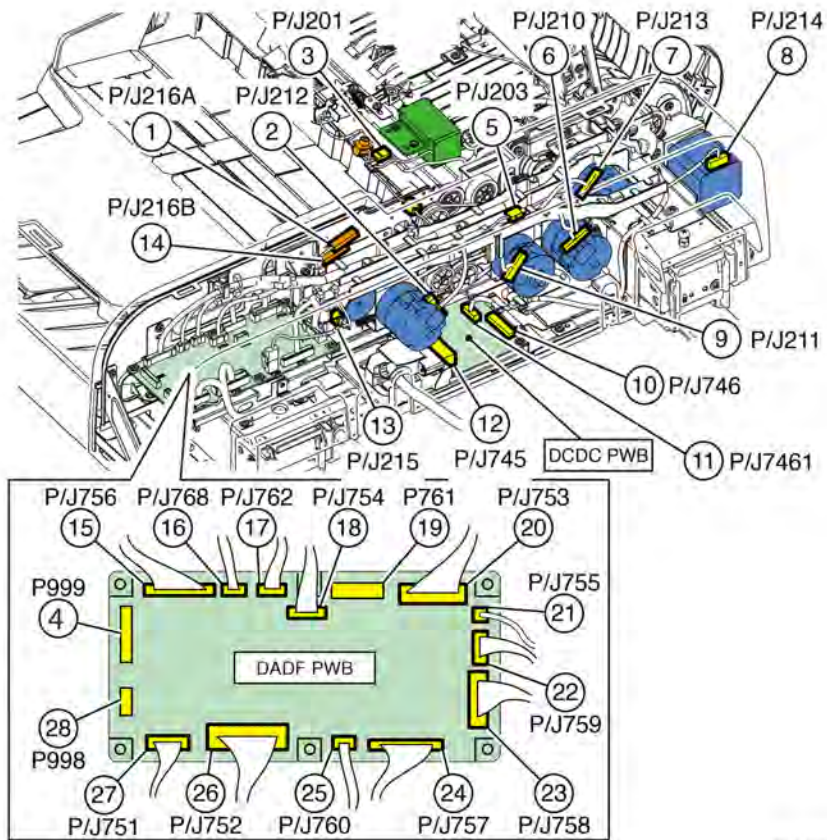 P/J201
3
P/J210
6
P/J213
7
P/J214
8
P/J216A
1
P/J212
2
P/J203
5
P/J216B
14
9 P/J211
10 P/J746
13
P/J215
12
P/J745
DCDC PWB
11 P/J7461
P/J756
15
P/J768
16
P/J762
17
P/J754
18
P761
19
P/J753
20
P999
4
P/J755
21
DADF PWB
22
P/J759
28
P998
27
P/J751
26
P/J752
25
P/J760
24
P/J757
23
P/J758